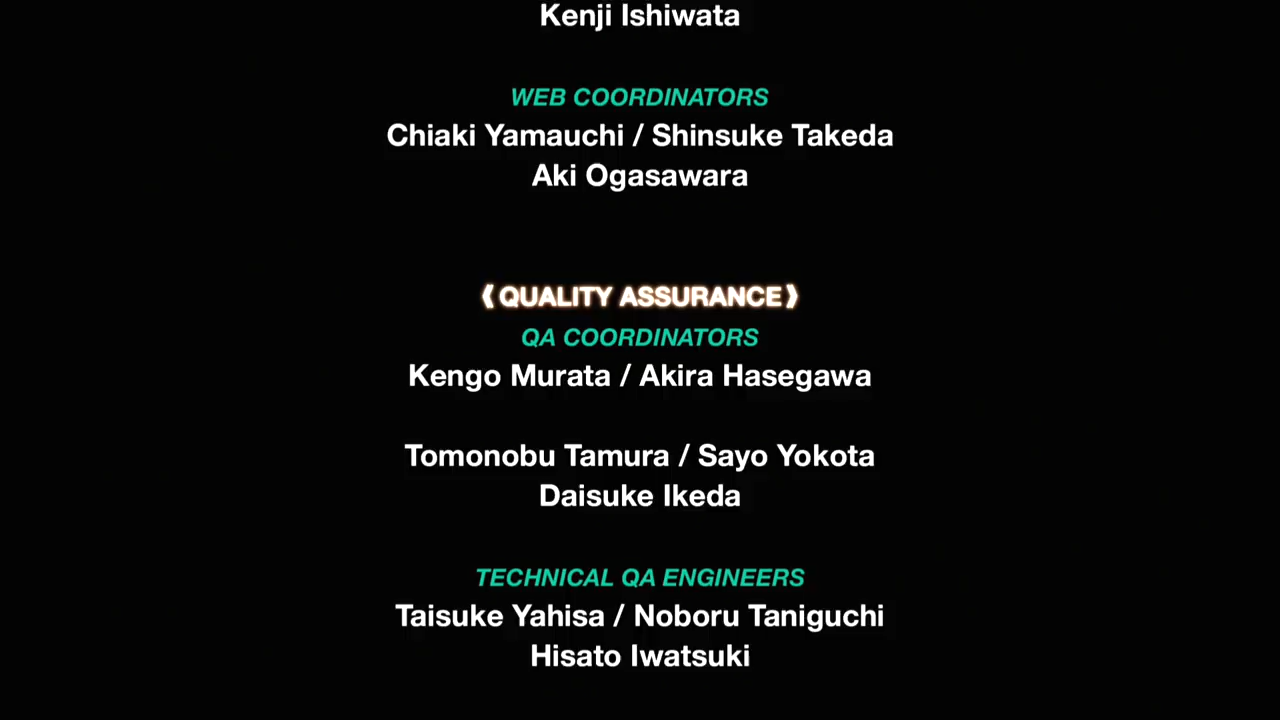 Kenji Ishiwata
WEB COORDINATORS
Chiaki Yamauchi / Shinsuke Takeda
Aki Ogasawara
❰QUALITY ASSURANCE❱
QA COORDINATORS
Kengo Murata / Akira Hasegawa
Tomonobu Tamura / Sayo Yokota
Daisuke Ikeda
TECHNICAL QA ENGINEERS
Taisuke Yahisa / Noboru Taniguchi
Hisato Iwatsuki